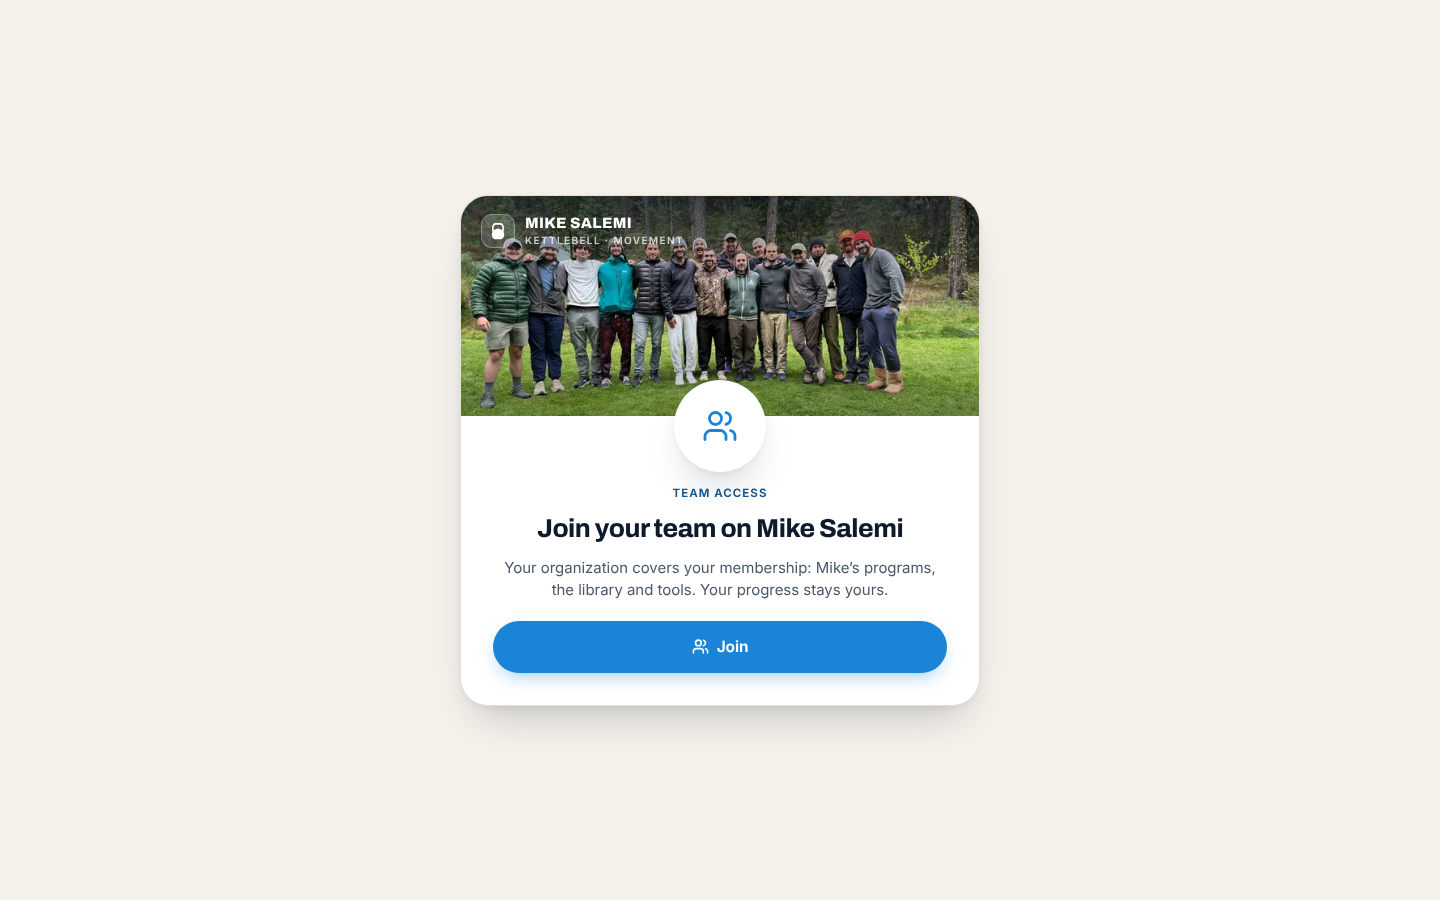 MIKE SALEMI
KETTLEBELL · MOVEMENT
TEAM ACCESS
Join your team on Mike Salemi
Your organization covers your membership: Mike’s programs,
the library and tools. Your progress stays yours.
Join